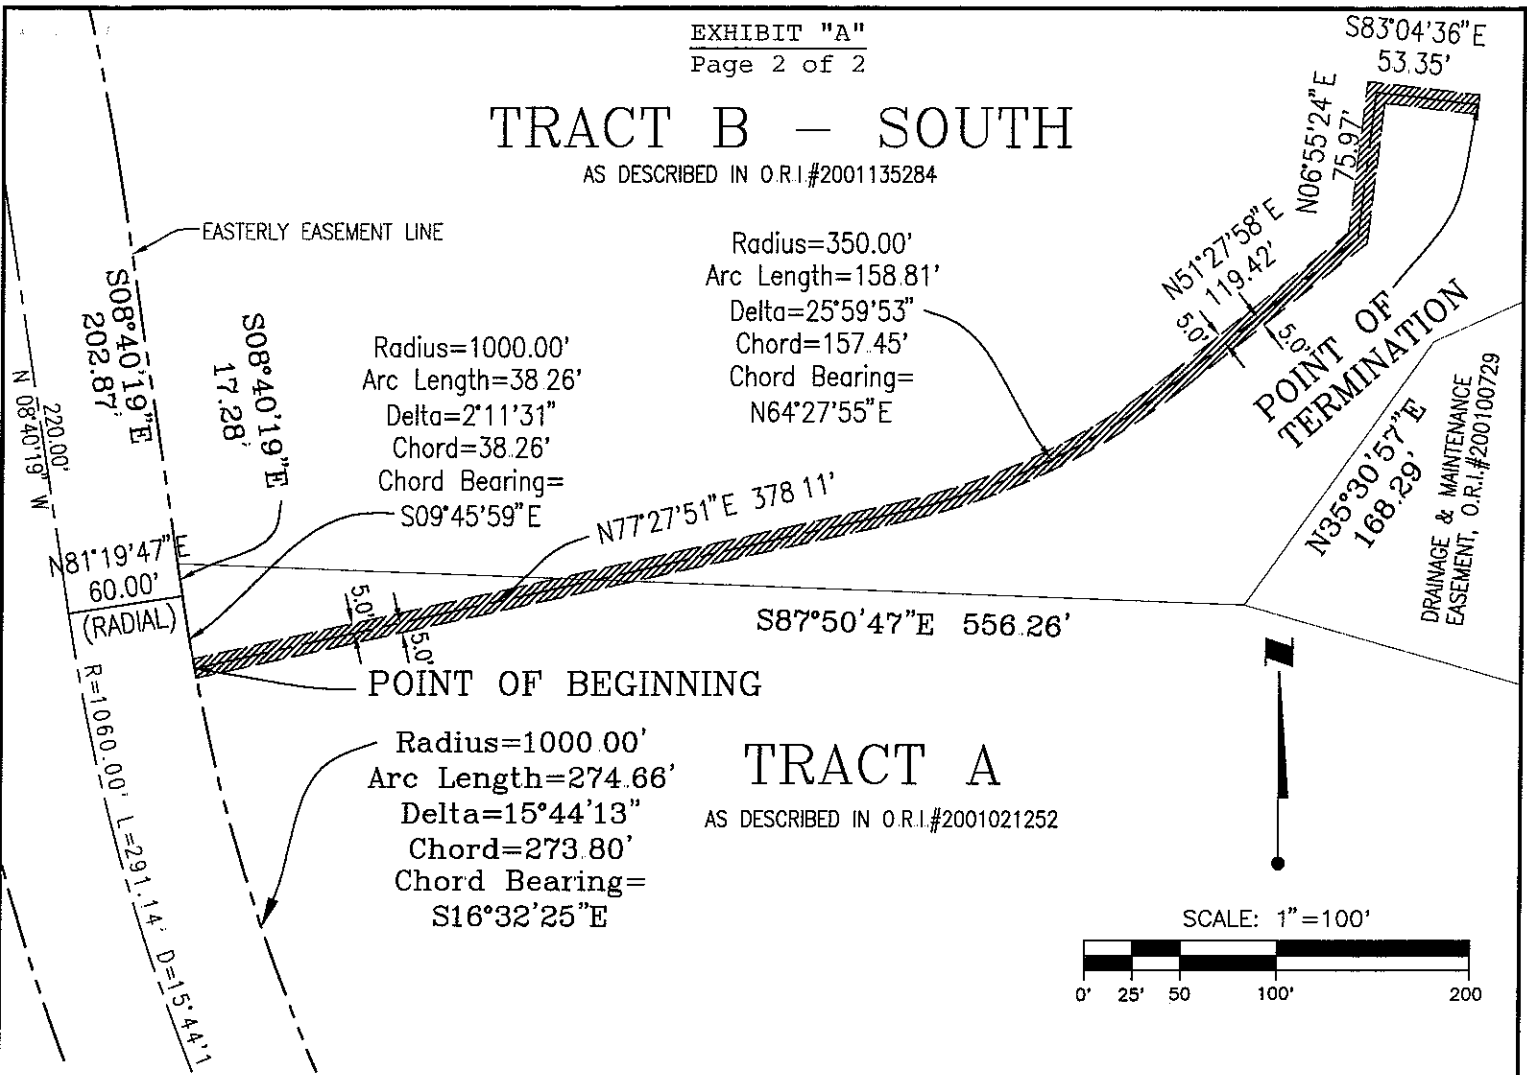 EXHIBIT "A"
Page 2 of 2
S83°04'36"E
53.35'
TRACT B – SOUTH
AS DESCRIBED IN O.R.I.#2001135284
N06°55'24"E
75.97'
EASTERLY EASEMENT LINE
Radius=350.00'
Arc Length=158.81'
Delta=25°59'53"
Chord=157.45'
Chord Bearing=
N64°27'55"E
N51°27'58"E
119.42'
5.0'
5.0'
POINT OF
TERMINATION
S08°40'19"E
202.87'
S08°40'19"E
17.28'
Radius=1000.00'
Arc Length=38.26'
Delta=2°11'31"
Chord=38.26'
Chord Bearing=
S09°45'59"E
220.00'
N 08°40'19" W
N77°27'51"E 378.11'
N35°30'57"E
168.29'
DRAINAGE & MAINTENANCE
EASEMENT, O.R.I.#200100729
N81°19'47"E
60.00'
(RADIAL)
5.0'
5.0'
S87°50'47"E 556.26'
POINT OF BEGINNING
R=1060.00' L=291.14' D=15°44'1
Radius=1000.00'
Arc Length=274.66'
Delta=15°44'13"
Chord=273.80'
Chord Bearing=
S16°32'25"E
TRACT A
AS DESCRIBED IN O.R.I.#2001021252
SCALE: 1"=100'
0' 25' 50 100' 200